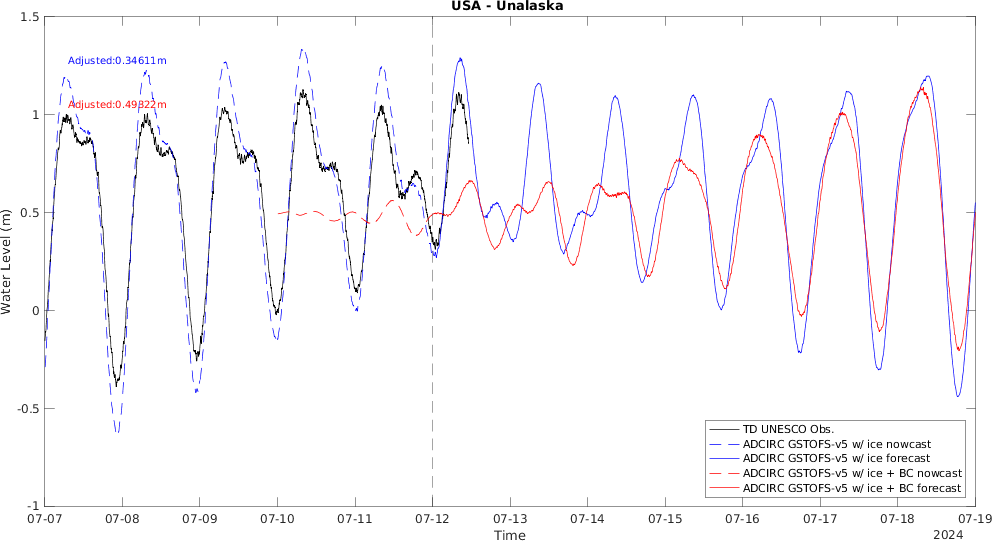 USA - Unalaska
1.5
Adjusted:0.34611m
Adjusted:0.49322m
1
0.5
0
-0.5
-1
Water Level (m)
TD UNESCO Obs.
ADCIRC GSTOFS-v5 w/ ice nowcast
ADCIRC GSTOFS-v5 w/ ice forecast
ADCIRC GSTOFS-v5 w/ ice + BC nowcast
ADCIRC GSTOFS-v5 w/ ice + BC forecast
07-07 07-08 07-09 07-10 07-11 07-12 07-13 07-14 07-15 07-16 07-17 07-18 07-19
Time
2024